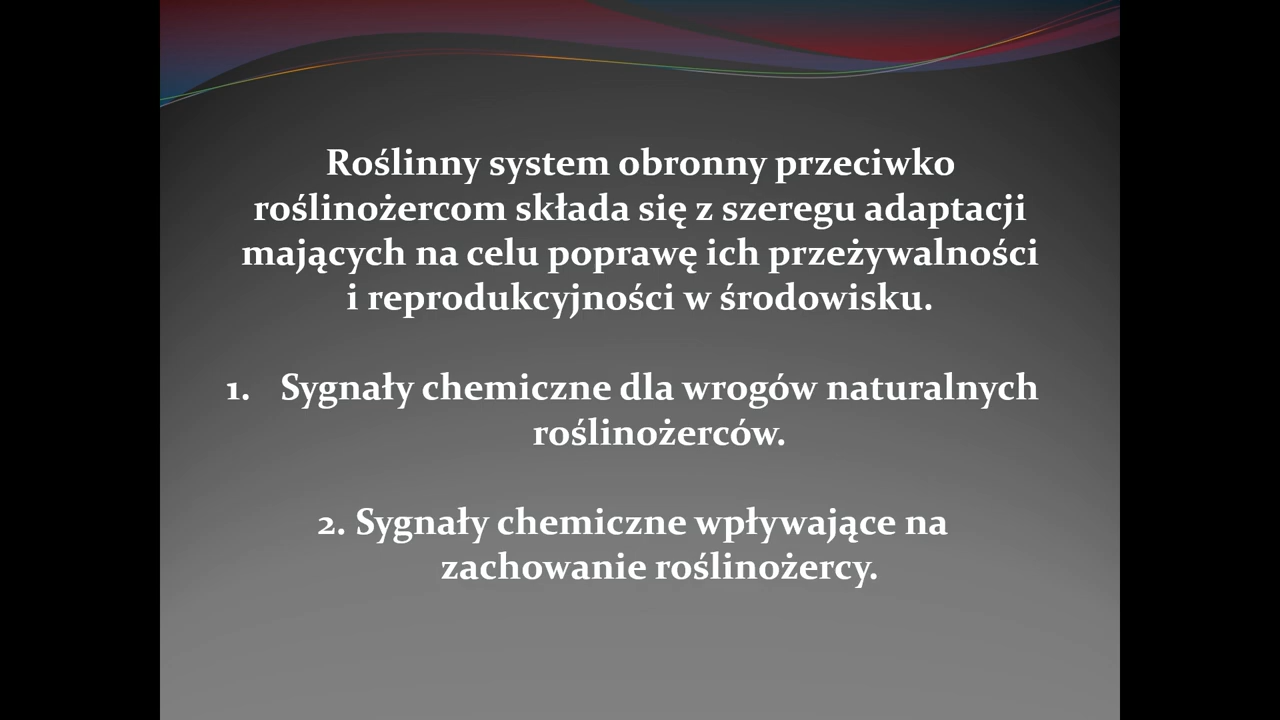 Roślinny system obronny przeciwko
roślinożercom składa się z szeregu adaptacji
mających na celu poprawę ich przeżywalności
i reprodukcyjności w środowisku.
1. Sygnały chemiczne dla wrogów naturalnych
roślinożerców.
2. Sygnały chemiczne wpływające na
zachowanie roślinożercy.